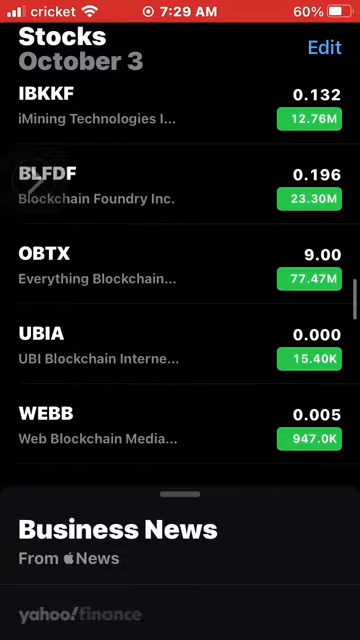 cricket 7:29 AM 60%
Stocks
October 3
Edit
IBKKF 0.132
iMining Technologies I... 12.76M
BLFDF 0.196
Blockchain Foundry Inc. 23.30M
OBTX 9.00
Everything Blockchain... 77.47M
UBIA 0.000
UBI Blockchain Interne... 15.40K
WEBB 0.005
Web Blockchain Media... 947.0K
Business News
From News
yahoo!finance